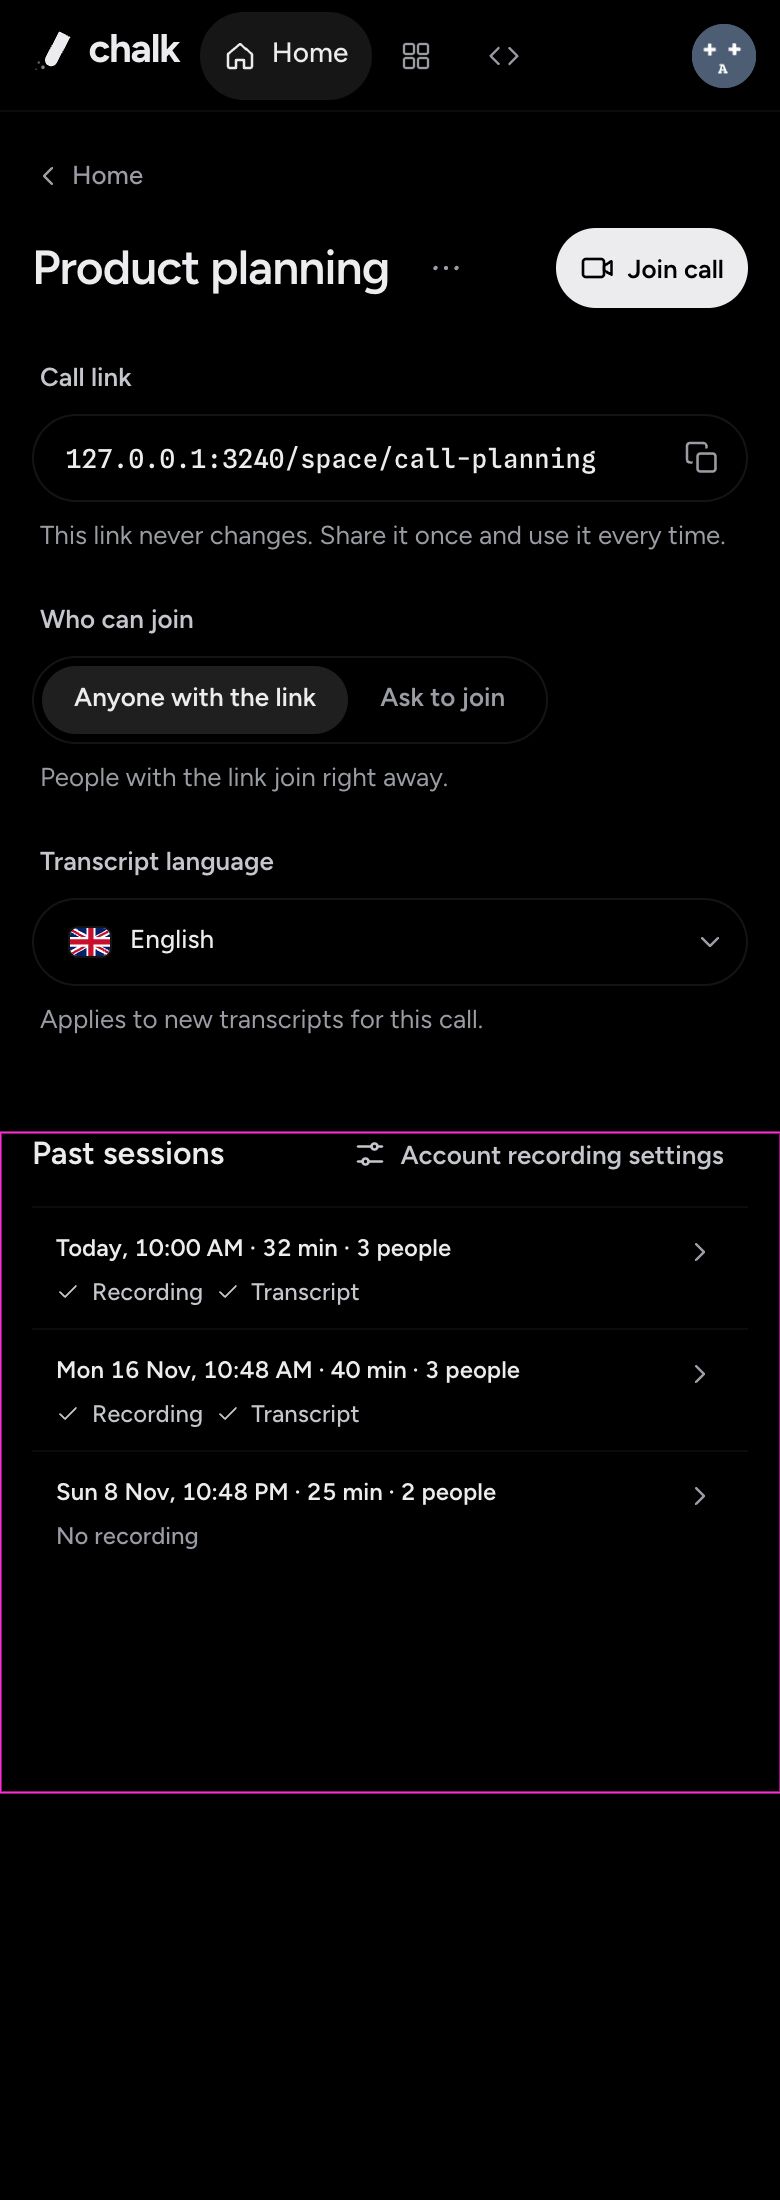 chalk
Home
A
Home
Product planning
Join call
Call link
127.0.0.1:3240/space/call-planning
This link never changes. Share it once and use it every time.
Who can join
Anyone with the link
Ask to join
People with the link join right away.
Transcript language
English
Applies to new transcripts for this call.
Past sessions
Account recording settings
Today, 10:00 AM · 32 min · 3 people
Recording
Transcript
Mon 16 Nov, 10:48 AM · 40 min · 3 people
Recording
Transcript
Sun 8 Nov, 10:48 PM · 25 min · 2 people
No recording